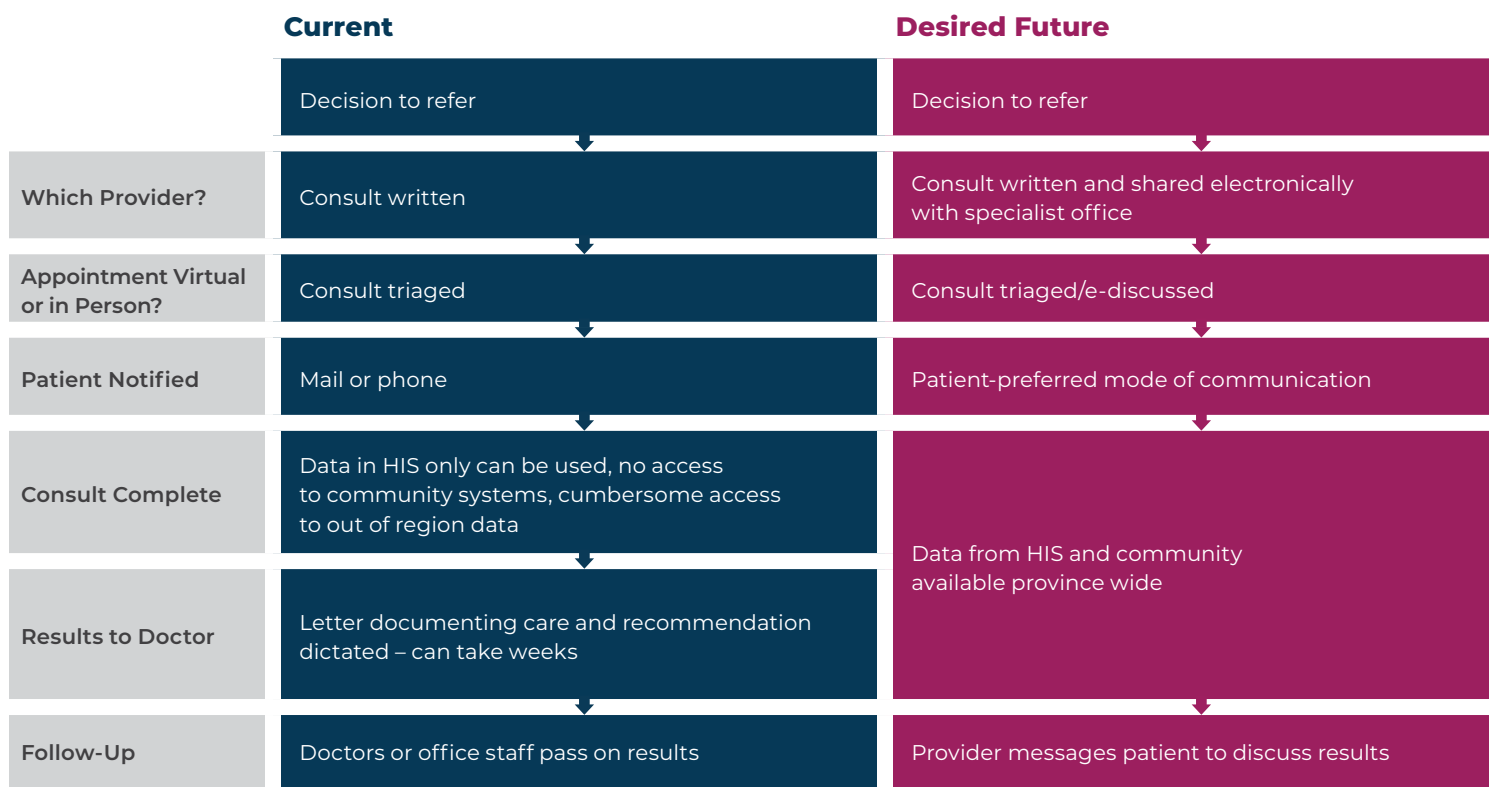 Current
Desired Future
Decision to refer
Decision to refer
Which Provider?
Consult written
Consult written and shared electronically
with specialist office
Appointment Virtual
or in Person?
Consult triaged
Consult triaged/e-discussed
Patient Notified
Mail or phone
Patient-preferred mode of communication
Consult Complete
Data in HIS only can be used, no access
to community systems, cumbersome access
to out of region data
Data from HIS and community
available province wide
Results to Doctor
Letter documenting care and recommendation
dictated – can take weeks
Follow-Up
Doctors or office staff pass on results
Provider messages patient to discuss results